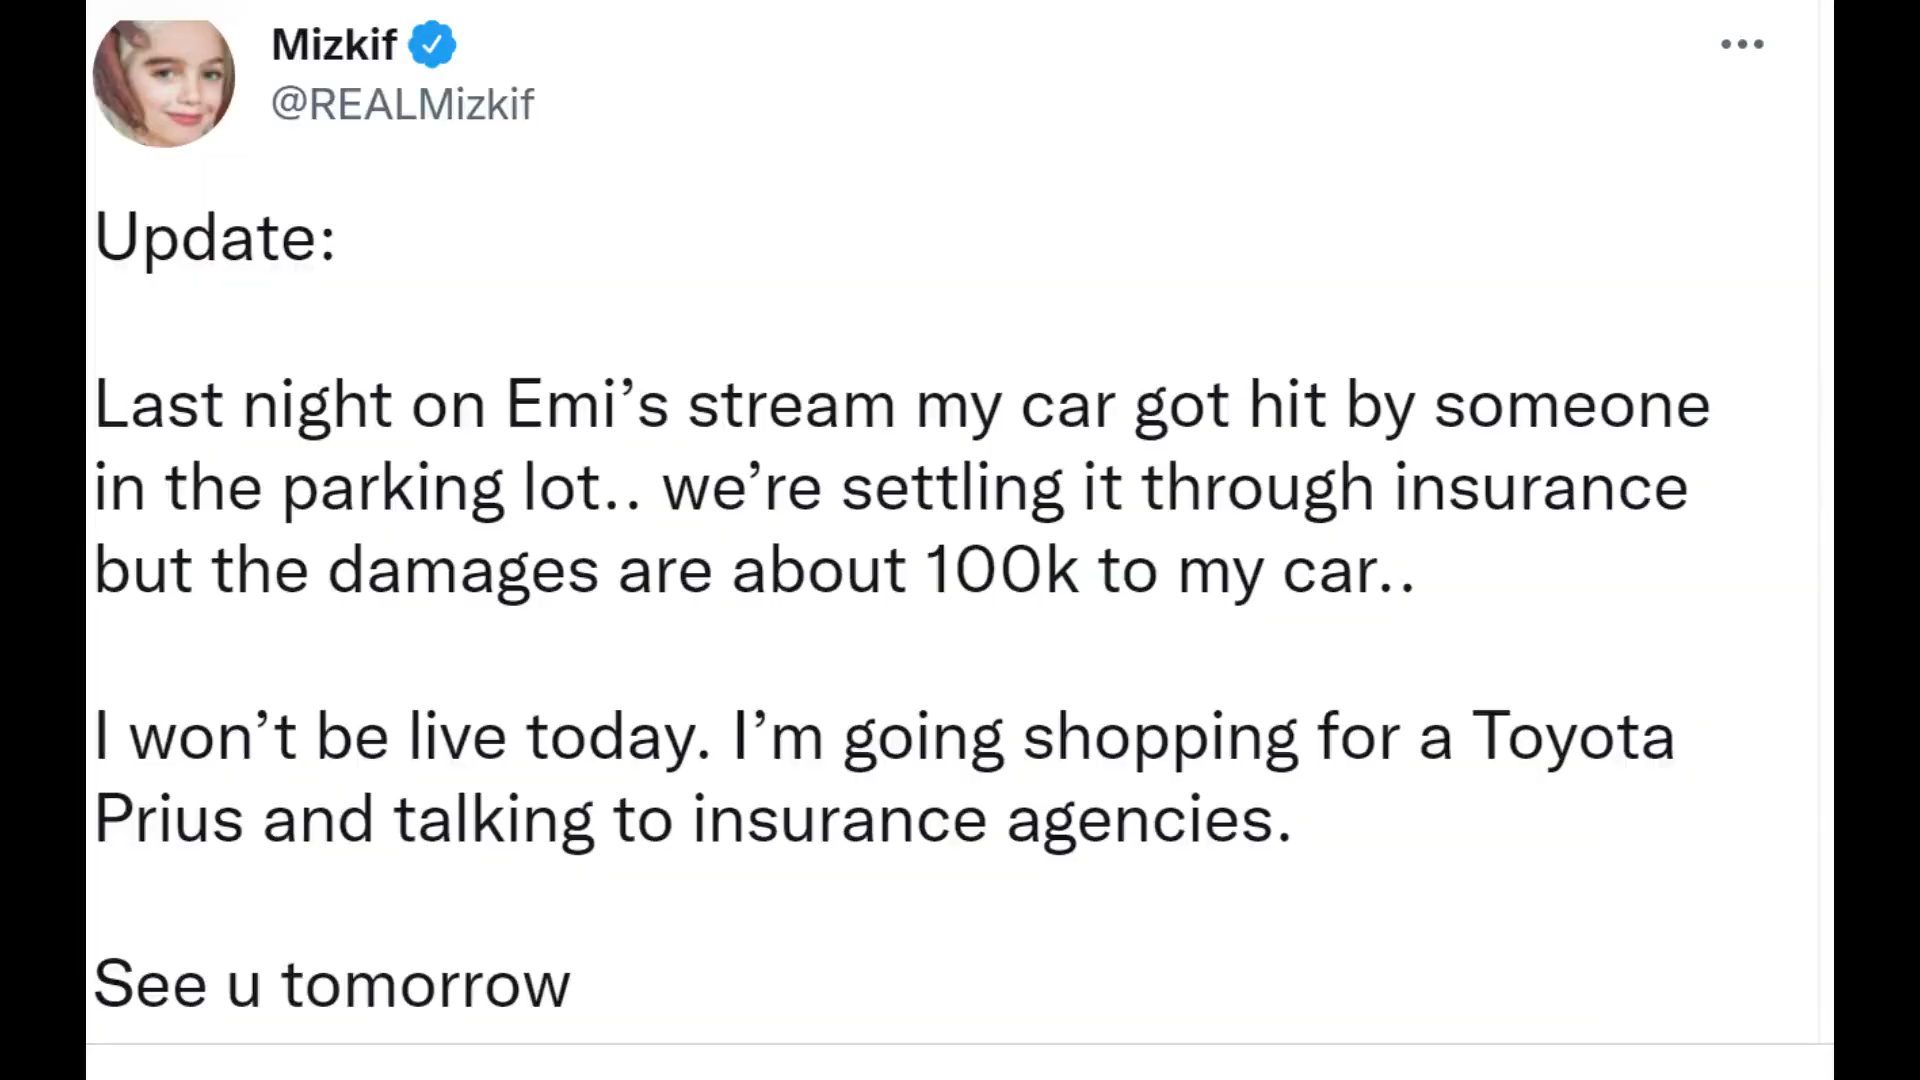 Mizkif
@REALMizkif
Update:
Last night on Emi’s stream my car got hit by someone
in the parking lot.. we’re settling it through insurance
but the damages are about 100k to my car..
I won’t be live today. I’m going shopping for a Toyota
Prius and talking to insurance agencies.
See u tomorrow